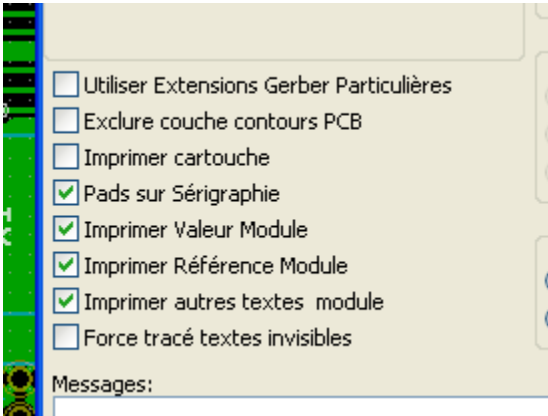 Utiliser Extensions Gerber Particulières
Exclure couche contours PCB
Imprimer cartouche
Pads sur Sérigraphie
Imprimer Valeur Module
Imprimer Référence Module
Imprimer autres textes  module
Force tracé textes invisibles
Messages: